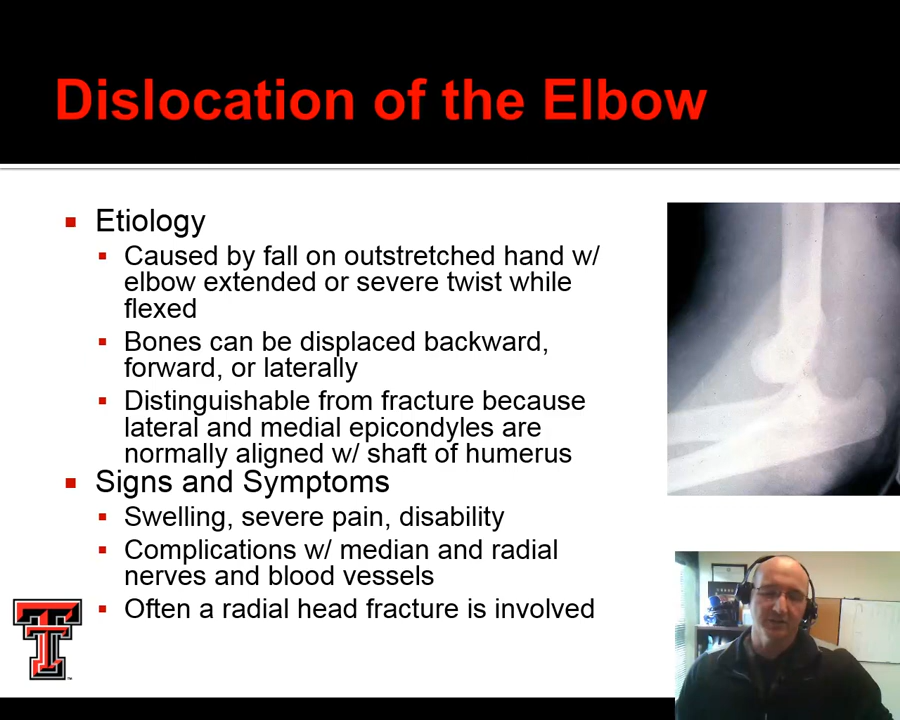 Dislocation of the Elbow
Etiology
Caused by fall on outstretched hand w/
elbow extended or severe twist while
flexed
Bones can be displaced backward,
forward, or laterally
Distinguishable from fracture because
lateral and medial epicondyles are
normally aligned w/ shaft of humerus
Signs and Symptoms
Swelling, severe pain, disability
Complications w/ median and radial
nerves and blood vessels
Often a radial head fracture is involved